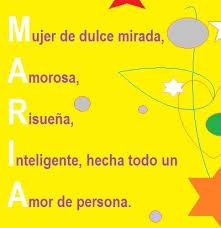 Mujer de dulce mirada,
Amorosa,
Risueña,
Inteligente, hecha todo un
Amor de persona.